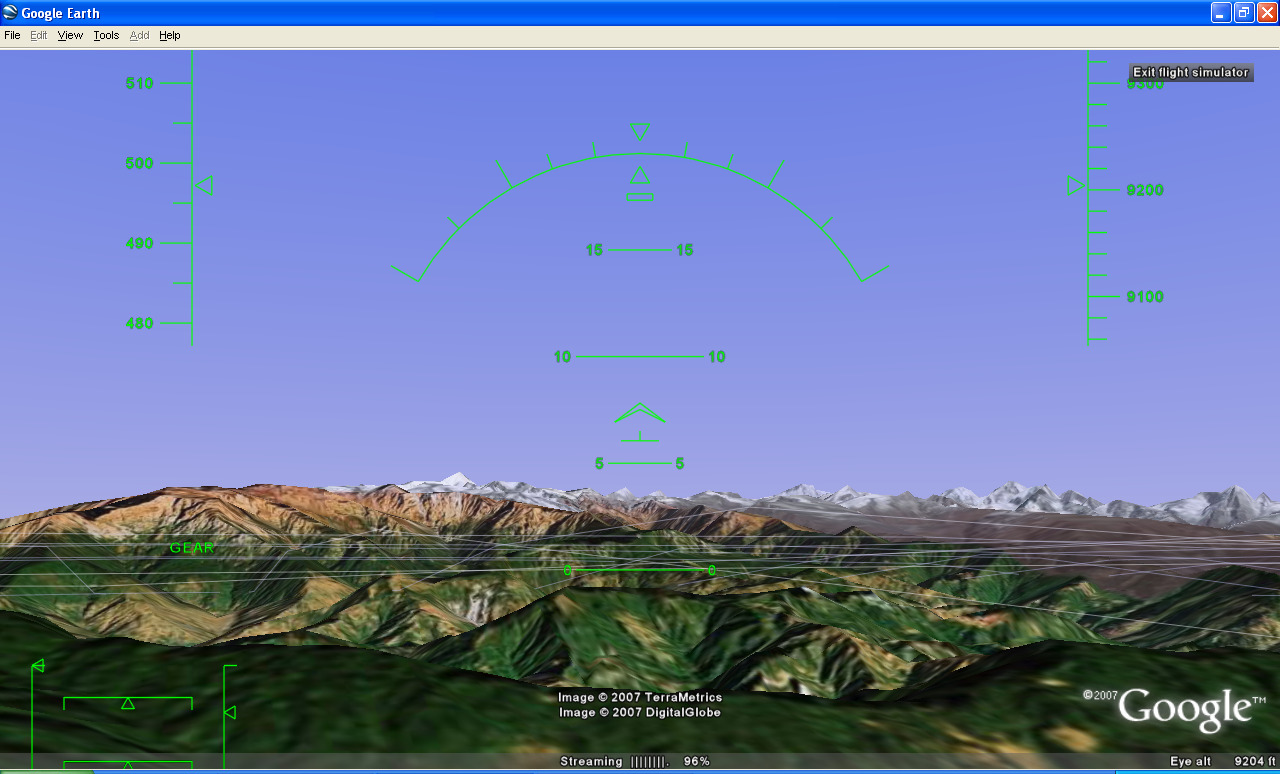 Google Earth
File Edit View Tools Add Help
Exit flight simulator
510
9300
500
490
480
9200
9100
15 15
10 10
5 5
GEAR
0 0
Image © 2007 TerraMetrics
Image © 2007 DigitalGlobe
©2007 Google™
Streaming ||||||||. 96%
Eye alt 9204 ft